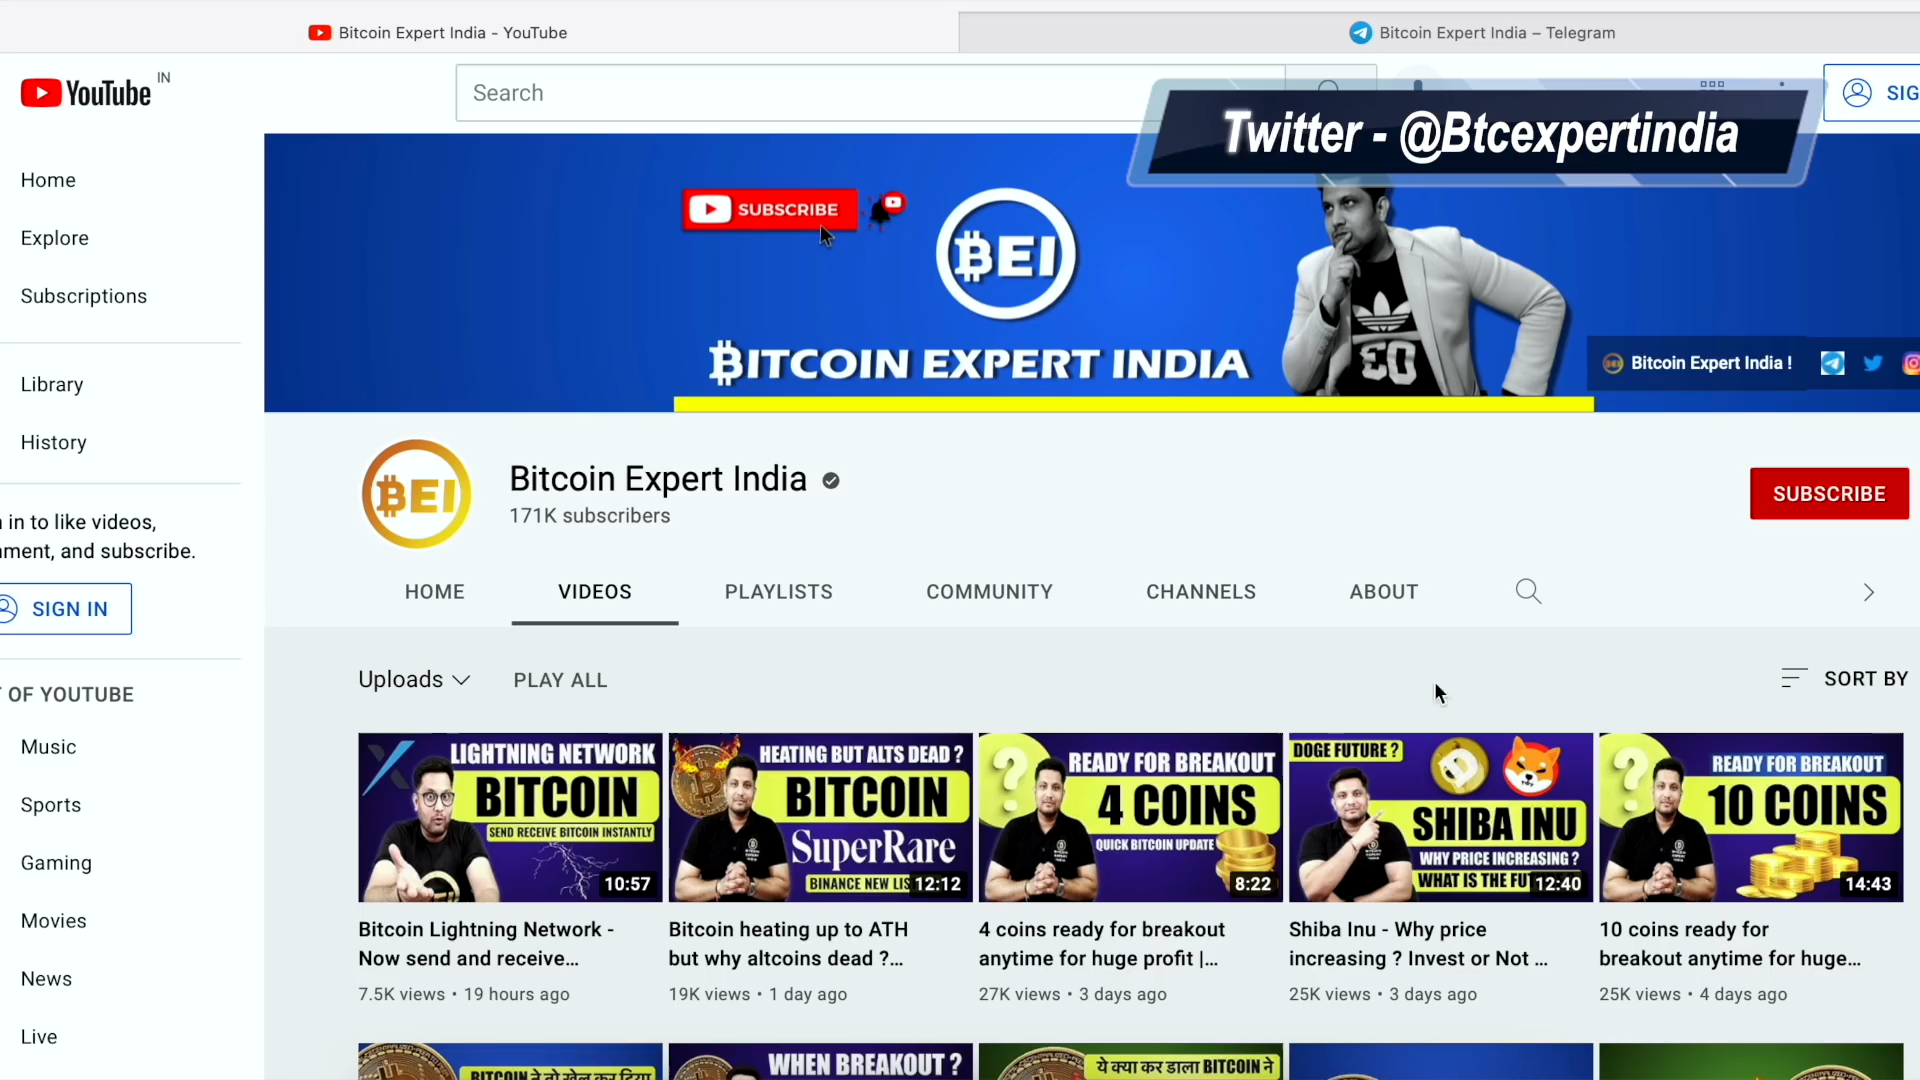 Bitcoin Expert India - YouTube
Bitcoin Expert India – Telegram
YouTube IN
Search
SIG
Twitter - @Btcexpertindia
Home
Explore
Subscriptions
Library
History
in to like videos,
ment, and subscribe.
SIGN IN
OF YOUTUBE
Music
Sports
Gaming
Movies
News
Live
SUBSCRIBE
BEI
BITCOIN EXPERT INDIA
Bitcoin Expert India !
BEI
Bitcoin Expert India
171K subscribers
SUBSCRIBE
HOME VIDEOS PLAYLISTS COMMUNITY CHANNELS ABOUT
Uploads PLAY ALL
SORT BY
LIGHTNING NETWORK
BITCOIN
SEND RECEIVE BITCOIN INSTANTLY
10:57
Bitcoin Lightning Network -
Now send and receive...
7.5K views • 19 hours ago
HEATING BUT ALTS DEAD ?
BITCOIN
SuperRare
BINANCE NEW LIS
12:12
Bitcoin heating up to ATH
but why altcoins dead ?...
19K views • 1 day ago
READY FOR BREAKOUT
4 COINS
QUICK BITCOIN UPDATE
8:22
4 coins ready for breakout
anytime for huge profit |...
27K views • 3 days ago
DOGE FUTURE ?
SHIBA INU
WHY PRICE INCREASING ?
WHAT IS THE FUT
12:40
Shiba Inu - Why price
increasing ? Invest or Not ...
25K views • 3 days ago
READY FOR BREAKOUT
10 COINS
14:43
10 coins ready for
breakout anytime for huge...
25K views • 4 days ago
BITCOIN ने तो खेल कर दिया
WHEN BREAKOUT ?
ये क्या कर डाला BITCOIN ने